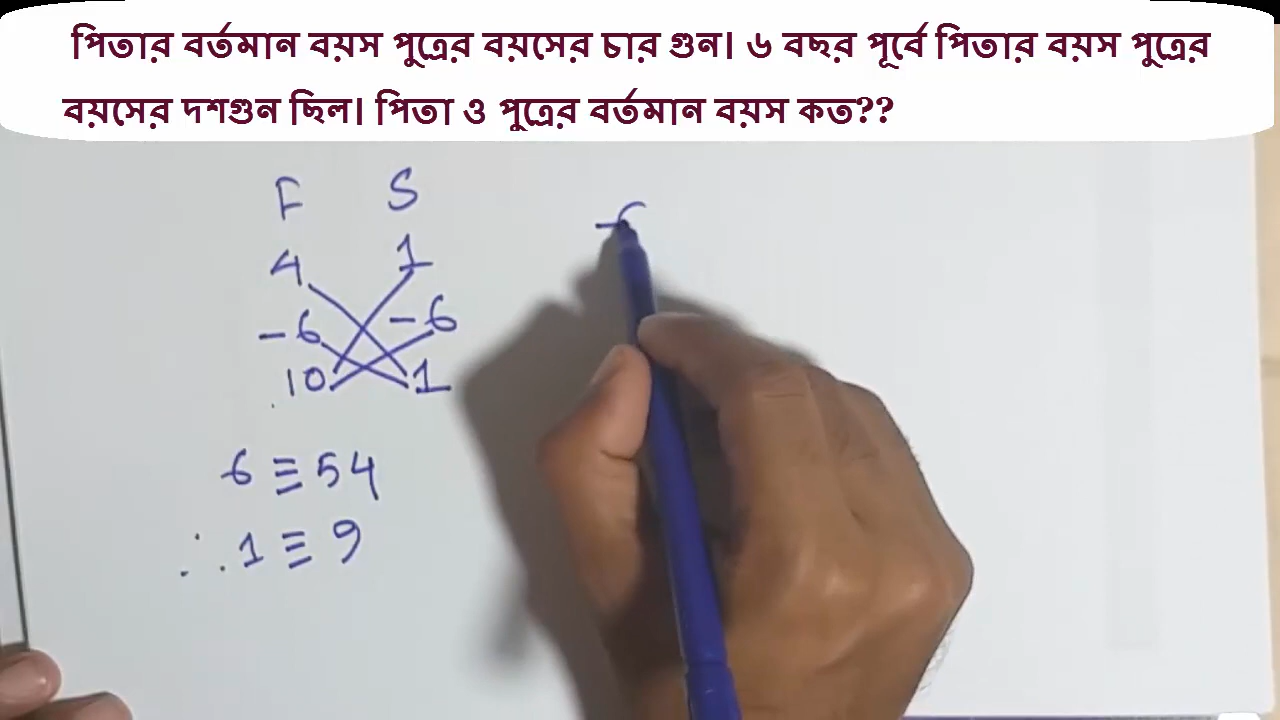 পিতার বর্তমান বয়স পুত্রের বয়সের চার গুন। ৬ বছর পূর্বে পিতার বয়স পুত্রের
বয়সের দশগুন ছিল। পিতা ও পুত্রের বর্তমান বয়স কত??
F S
4 1
-6 -6
10 1
6 ≡ 54
∴ 1 ≡ 9